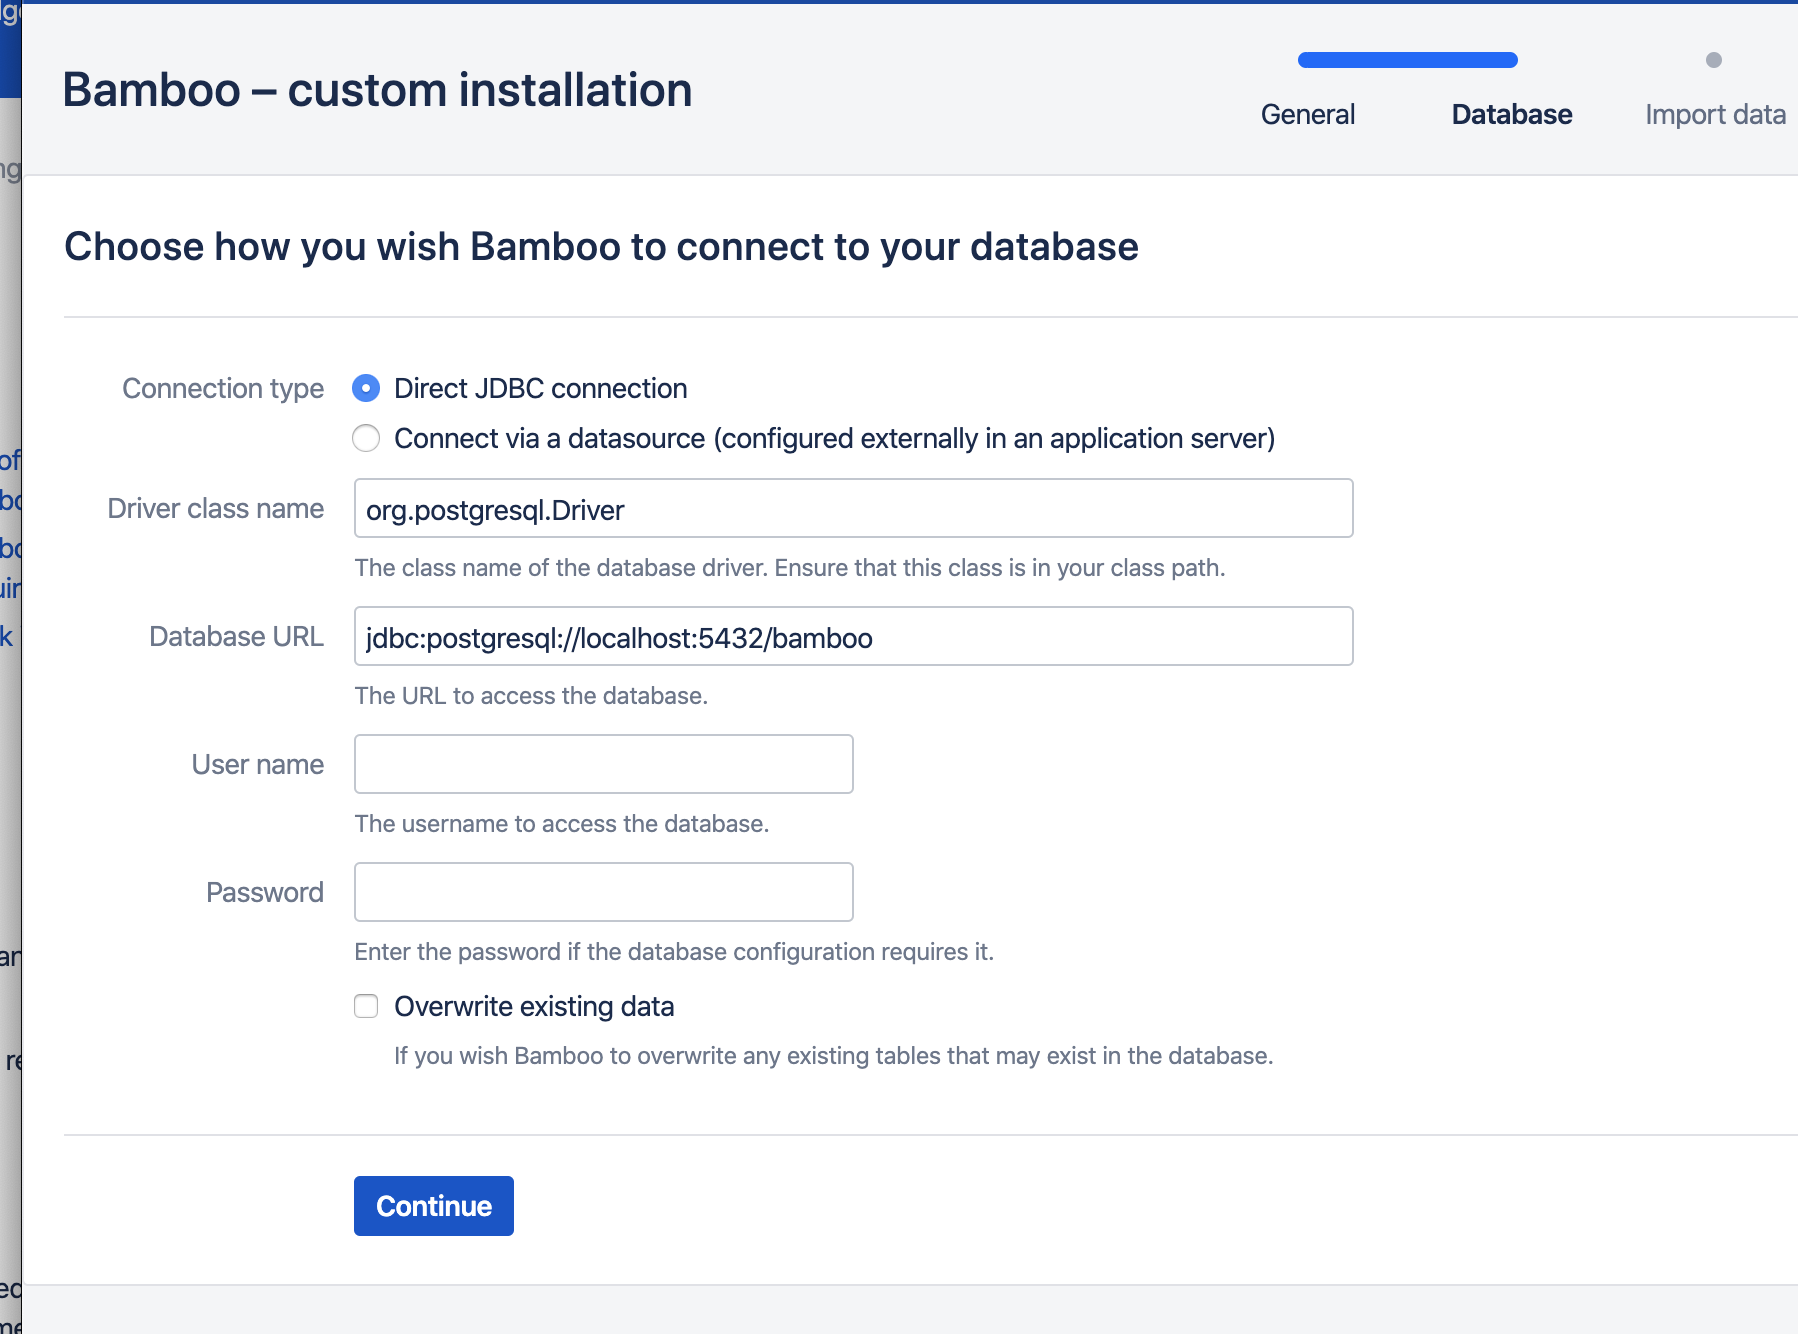 Bamboo – custom installation
General
Database
Import data
Choose how you wish Bamboo to connect to your database
Connection type
Direct JDBC connection
Connect via a datasource (configured externally in an application server)
Driver class name
org.postgresql.Driver
The class name of the database driver. Ensure that this class is in your class path.
Database URL
jdbc:postgresql://localhost:5432/bamboo
The URL to access the database.
User name
The username to access the database.
Password
Enter the password if the database configuration requires it.
Overwrite existing data
If you wish Bamboo to overwrite any existing tables that may exist in the database.
Continue